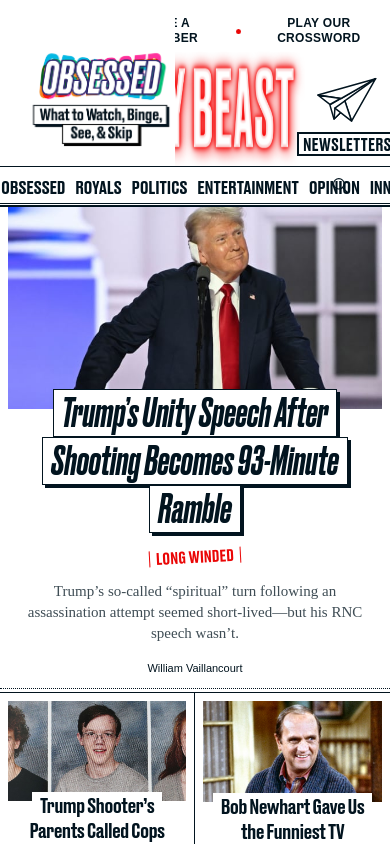 E A
BER
PLAY OUR
CROSSWORD
OBSESSED
What to Watch, Binge,
See, & Skip
Y BEAST
NEWSLETTERS
OBSESSED ROYALS POLITICS ENTERTAINMENT OPINION INN
Trump’s Unity Speech After
Shooting Becomes 93-Minute
Ramble
LONG WINDED
Trump’s so-called “spiritual” turn following an
assassination attempt seemed short-lived—but his RNC
speech wasn’t.
William Vaillancourt
Trump Shooter’s
Parents Called Cops
Bob Newhart Gave Us
the Funniest TV